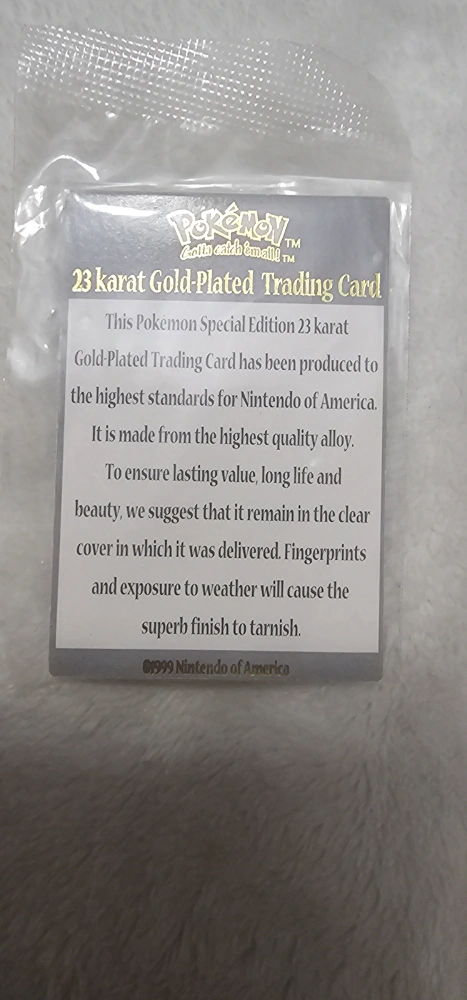 POKéMON™
Gotta catch 'em all!™
23 karat Gold-Plated Trading Card
This Pokémon Special Edition 23 karat
Gold-Plated Trading Card has been produced to
the highest standards for Nintendo of America.
It is made from the highest quality alloy.
To ensure lasting value, long life and
beauty, we suggest that it remain in the clear
cover in which it was delivered. Fingerprints
and exposure to weather will cause the
superb finish to tarnish.
©1999 Nintendo of America